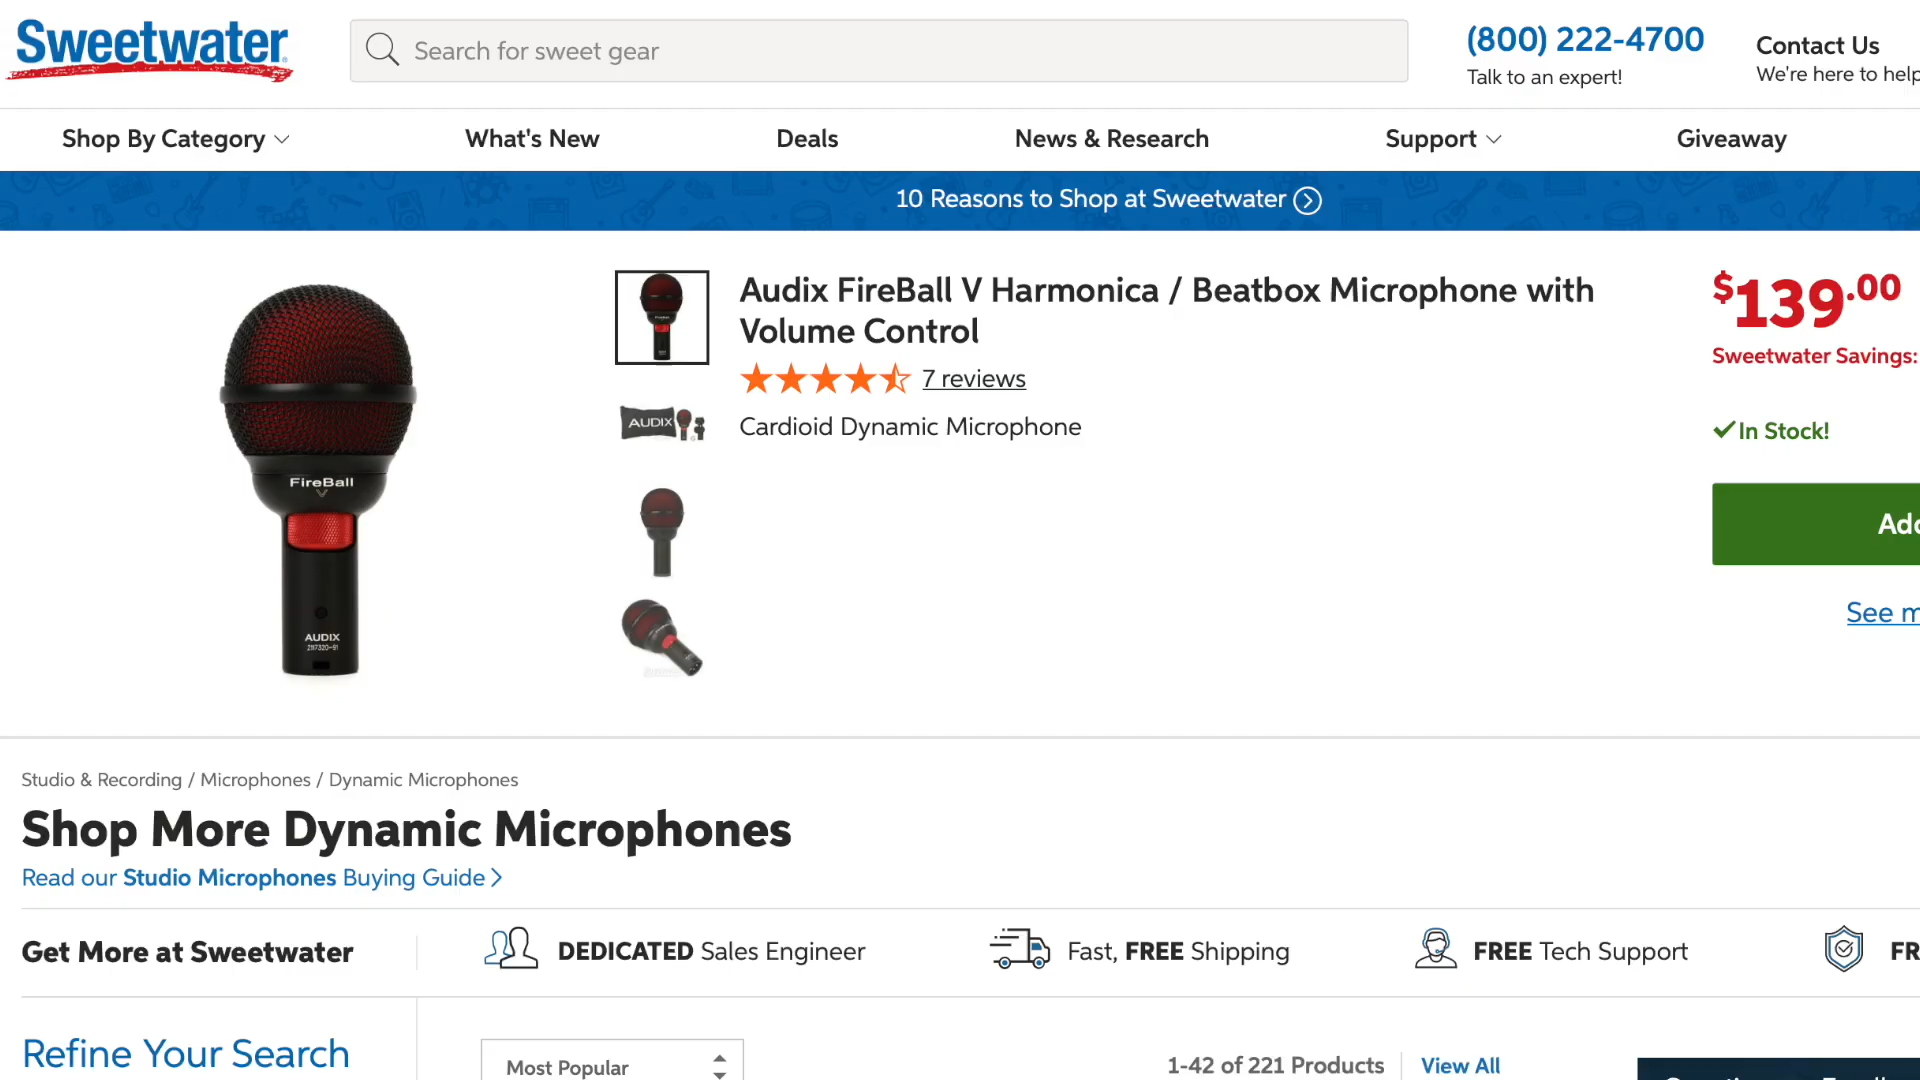 Sweetwater
Search for sweet gear
(800) 222-4700
Talk to an expert!
Contact Us
We're here to help
Shop By Category
What's New
Deals
News & Research
Support
Giveaway
10 Reasons to Shop at Sweetwater
FireBall
V
AUDIX
AUDIX
Audix FireBall V Harmonica / Beatbox Microphone with
Volume Control
7 reviews
Cardioid Dynamic Microphone
$139.00
Sweetwater Savings:
In Stock!
See m
Studio & Recording / Microphones / Dynamic Microphones
Shop More Dynamic Microphones
Read our Studio Microphones Buying Guide
Get More at Sweetwater
DEDICATED Sales Engineer
Fast, FREE Shipping
FREE Tech Support
FR
Refine Your Search
Most Popular
1-42 of 221 Products
View All